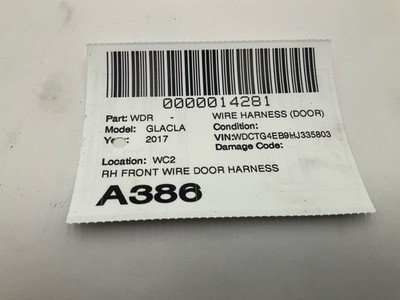 0000014281
Part: WDR - WIRE HARNESS (DOOR)
Model: GLACLA Condition:
Year: 2017 VIN:WDCTG4EB9HJ335803
Damage Code:
Location: WC2
RH FRONT WIRE DOOR HARNESS
A386